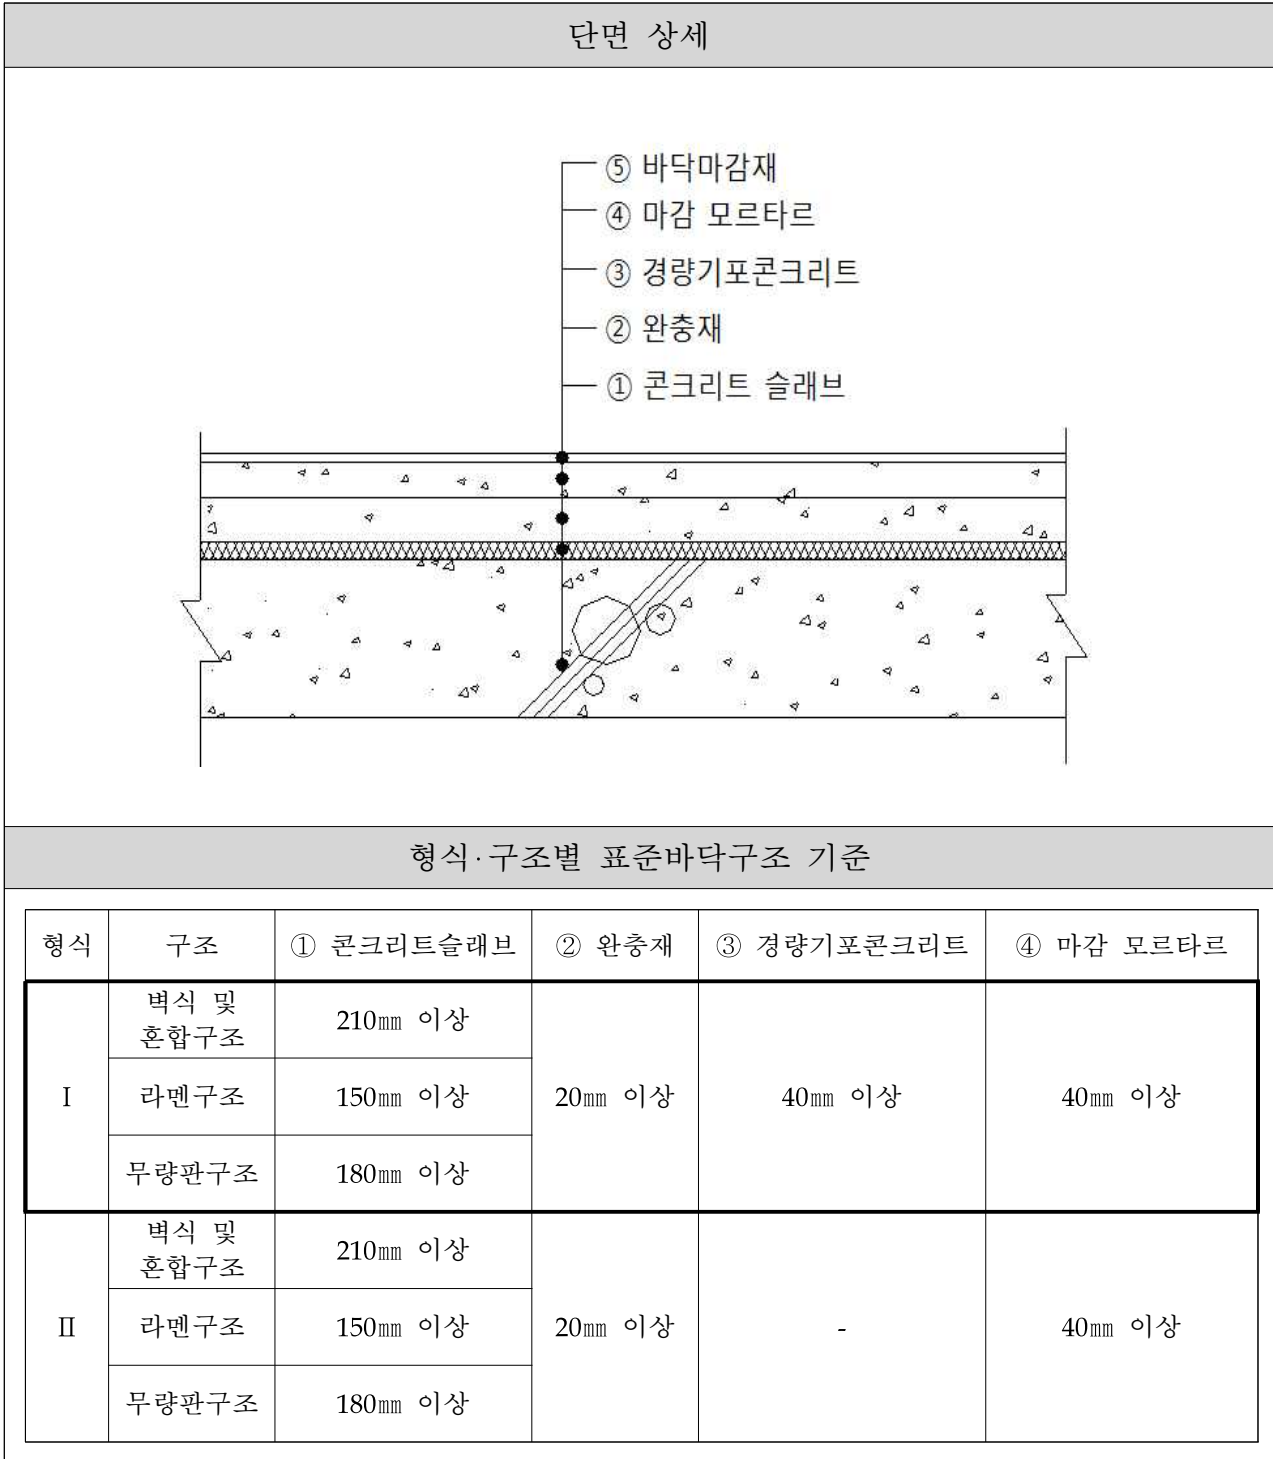 단면 상세
⑤ 바닥마감재
④ 마감 모르타르
③ 경량기포콘크리트
② 완충재
① 콘크리트 슬래브
형식·구조별 표준바닥구조 기준
형식 구조 ① 콘크리트슬래브 ② 완충재 ③ 경량기포콘크리트 ④ 마감 모르타르
벽식 및
혼합구조
210㎜ 이상
Ⅰ 라멘구조 150㎜ 이상 20㎜ 이상 40㎜ 이상 40㎜ 이상
무량판구조 180㎜ 이상
벽식 및
혼합구조
210㎜ 이상
Ⅱ 라멘구조 150㎜ 이상 20㎜ 이상 - 40㎜ 이상
무량판구조 180㎜ 이상